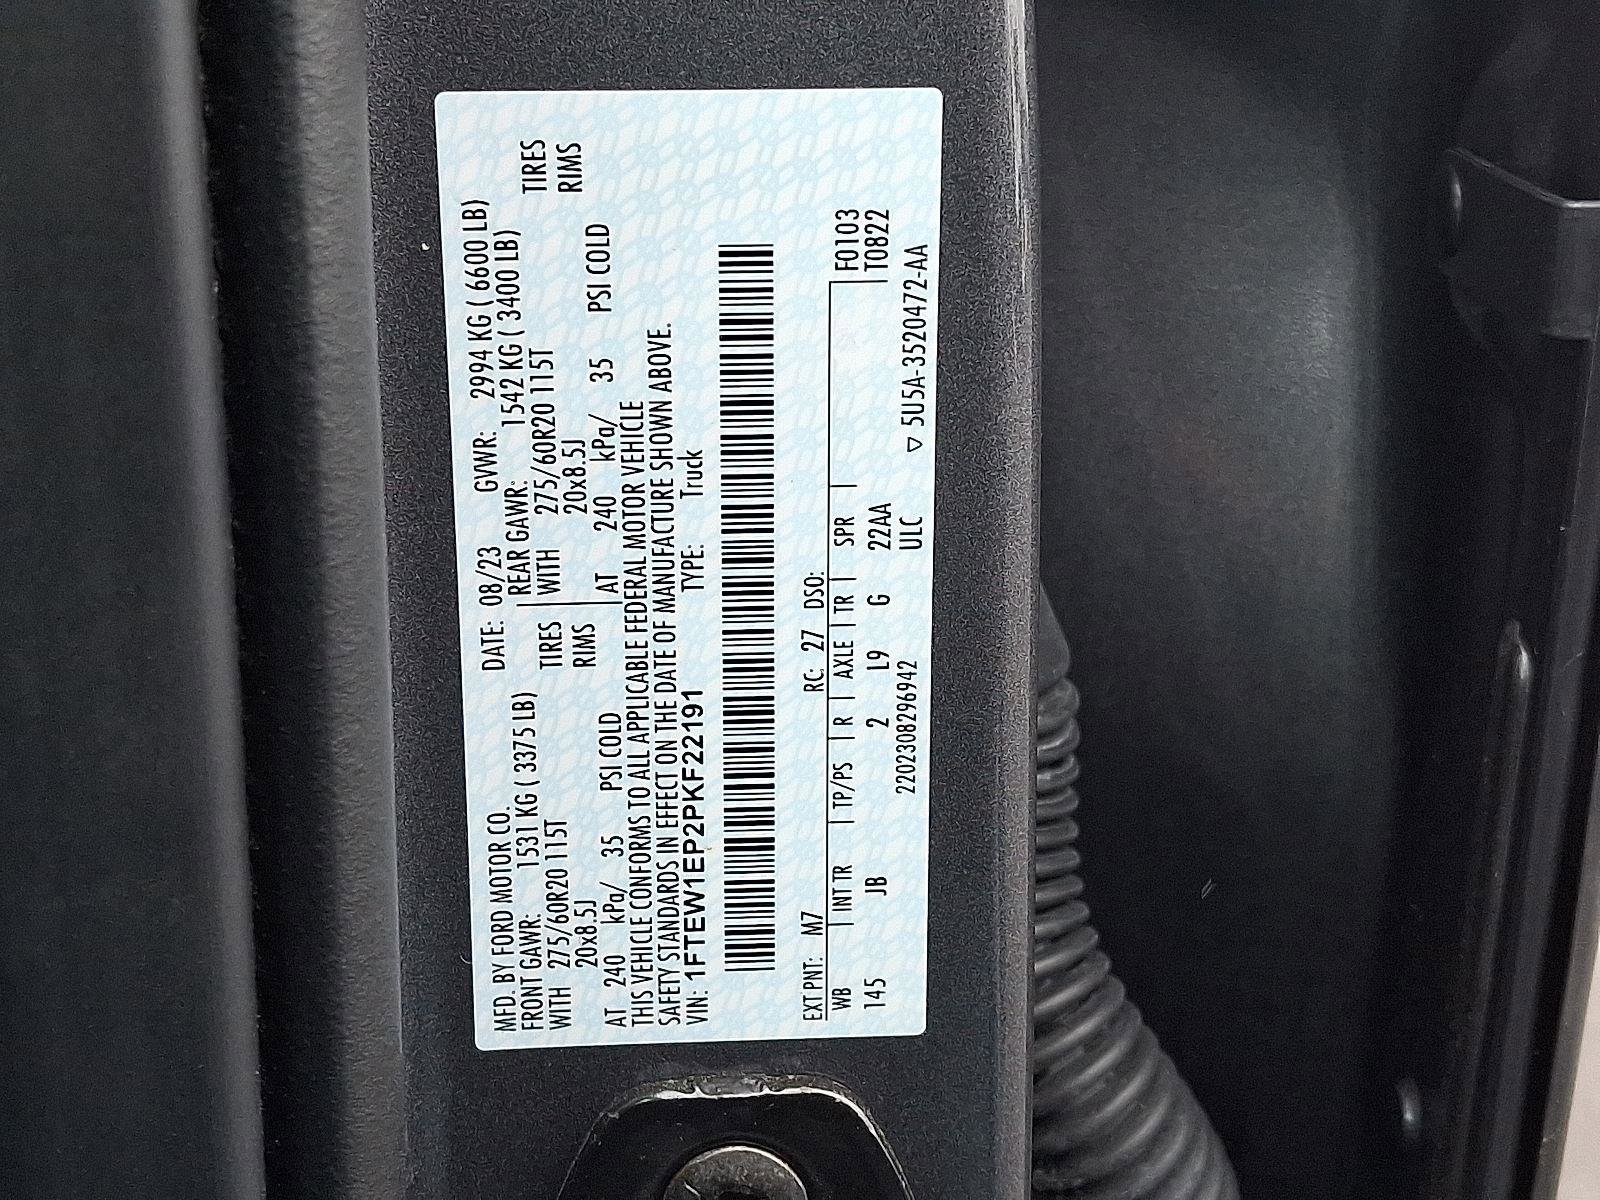 MFD. BY FORD MOTOR CO. DATE: 08/23 GVWR: 2994 KG ( 6600 LB)
FRONT GAWR: 1531 KG ( 3375 LB) REAR GAWR: 1542 KG ( 3400 LB)
WITH 275/60R20 115T TIRES WITH 275/60R20 115T TIRES
20x8.5J RIMS 20x8.5J RIMS
AT 240 kPa/ 35 PSI COLD AT 240 kPa/ 35 PSI COLD
THIS VEHICLE CONFORMS TO ALL APPLICABLE FEDERAL MOTOR VEHICLE
SAFETY STANDARDS IN EFFECT ON THE DATE OF MANUFACTURE SHOWN ABOVE.
VIN: 1FTEW1EP2PKF22191 TYPE: Truck
EXT PNT: M7 RC: 27 DSO: F0103
WB INT TR TP/PS R AXLE TR SPR T0822
145 JB 2 L9 G 22AA
220230829​6942 ULC ▽ 5U5A-3520472-AA